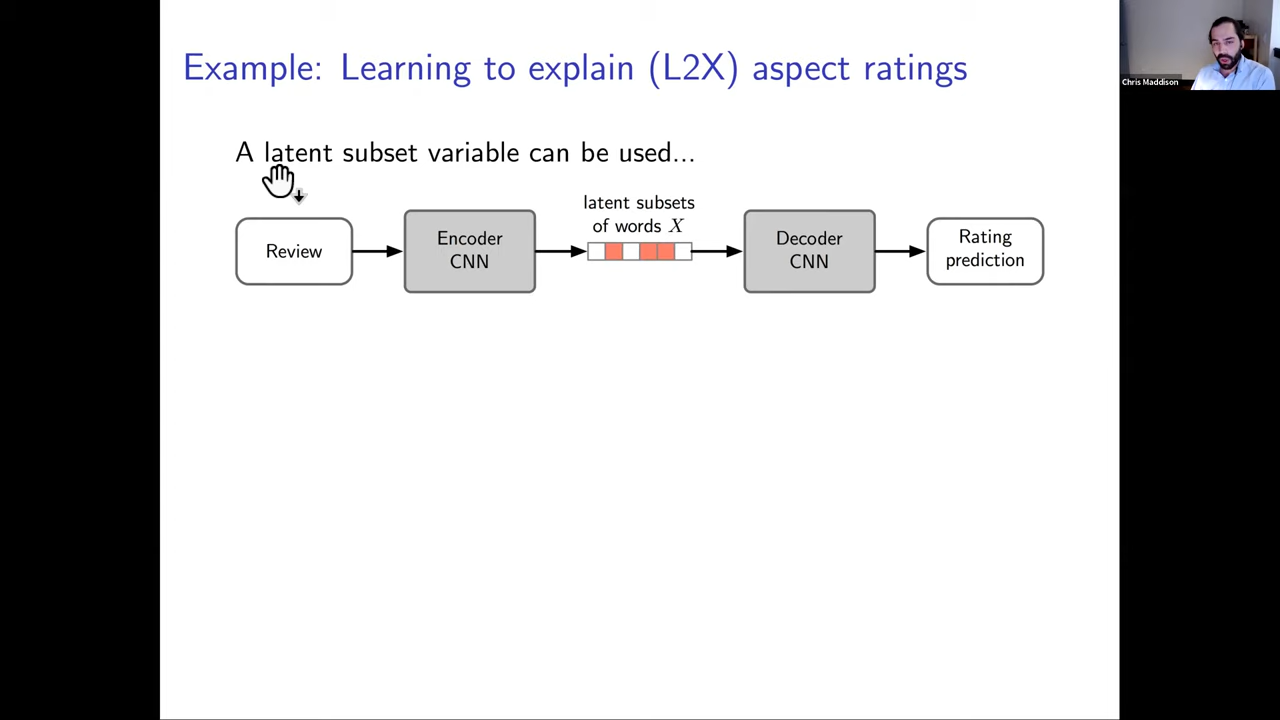 Example: Learning to explain (L2X) aspect ratings
Chris Maddison
A latent subset variable can be used...
latent subsets
of words X
Review
Encoder
CNN
Decoder
CNN
Rating
prediction